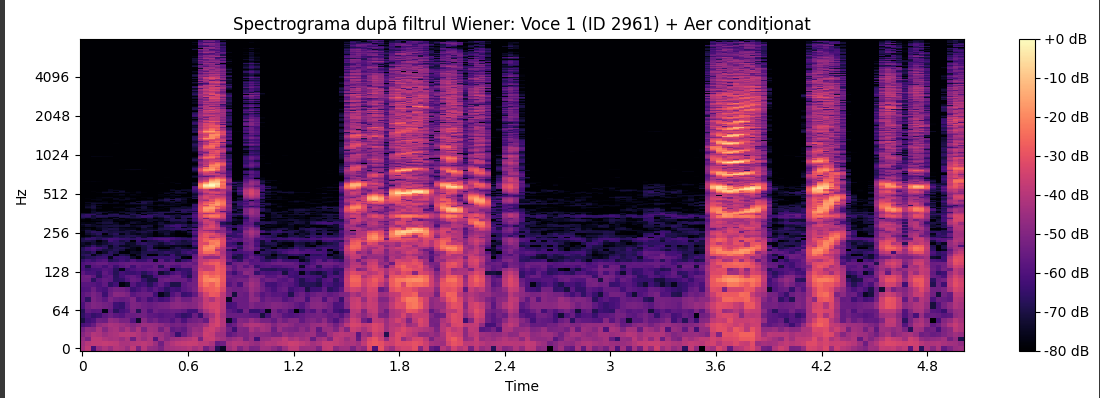 Spectrograma după filtrul Wiener: Voce 1 (ID 2961) + Aer condiționat
Hz
4096
2048
1024
512
256
128
64
0
0 0.6 1.2 1.8 2.4 3 3.6 4.2 4.8
Time
+0 dB
-10 dB
-20 dB
-30 dB
-40 dB
-50 dB
-60 dB
-70 dB
-80 dB